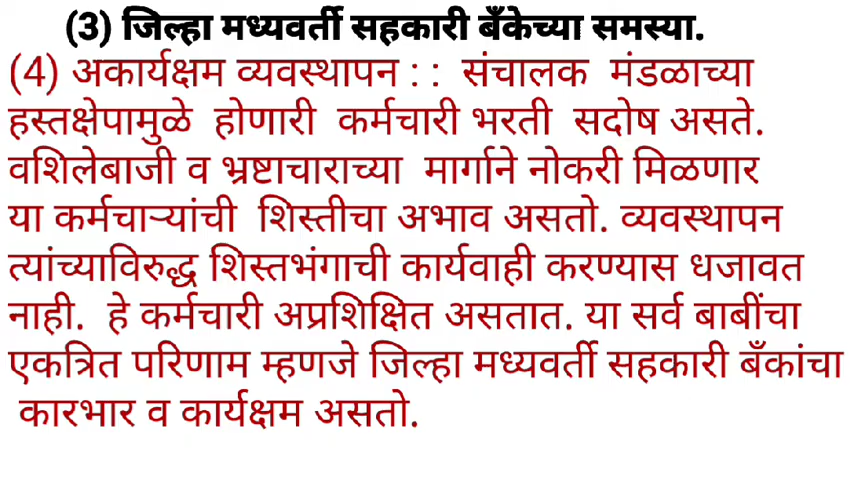 (3) जिल्हा मध्यवर्ती सहकारी बँकेच्या समस्या.
(4) अकार्यक्षम व्यवस्थापन : : संचालक मंडळाच्या
हस्तक्षेपामुळे होणारी कर्मचारी भरती सदोष असते.
वशिलेबाजी व भ्रष्टाचाराच्या मार्गाने नोकरी मिळणार
या कर्मचाऱ्यांची शिस्तीचा अभाव असतो. व्यवस्थापन
त्यांच्याविरुद्ध शिस्तभंगाची कार्यवाही करण्यास धजावत
नाही. हे कर्मचारी अप्रशिक्षित असतात. या सर्व बाबींचा
एकत्रित परिणाम म्हणजे जिल्हा मध्यवर्ती सहकारी बँकांचा
कारभार व कार्यक्षम असतो.